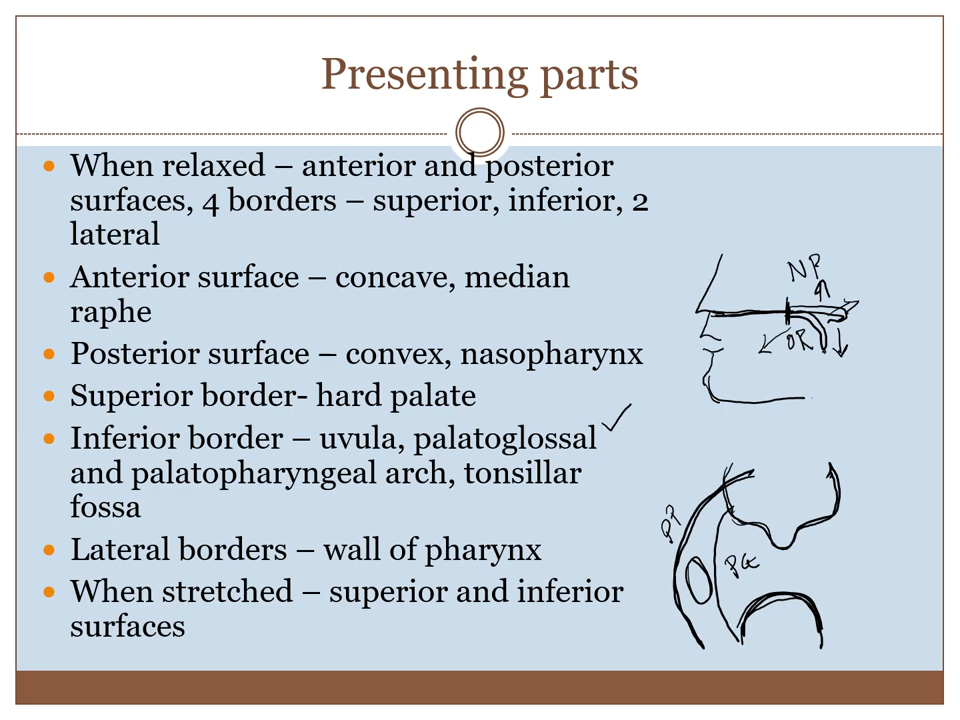 Presenting parts
• When relaxed – anterior and posterior
surfaces, 4 borders – superior, inferior, 2
lateral
• Anterior surface – concave, median
raphe
• Posterior surface – convex, nasopharynx
• Superior border- hard palate
• Inferior border – uvula, palatoglossal
and palatopharyngeal arch, tonsillar
fossa
• Lateral borders – wall of pharynx
• When stretched – superior and inferior
surfaces
NP
PP
PG